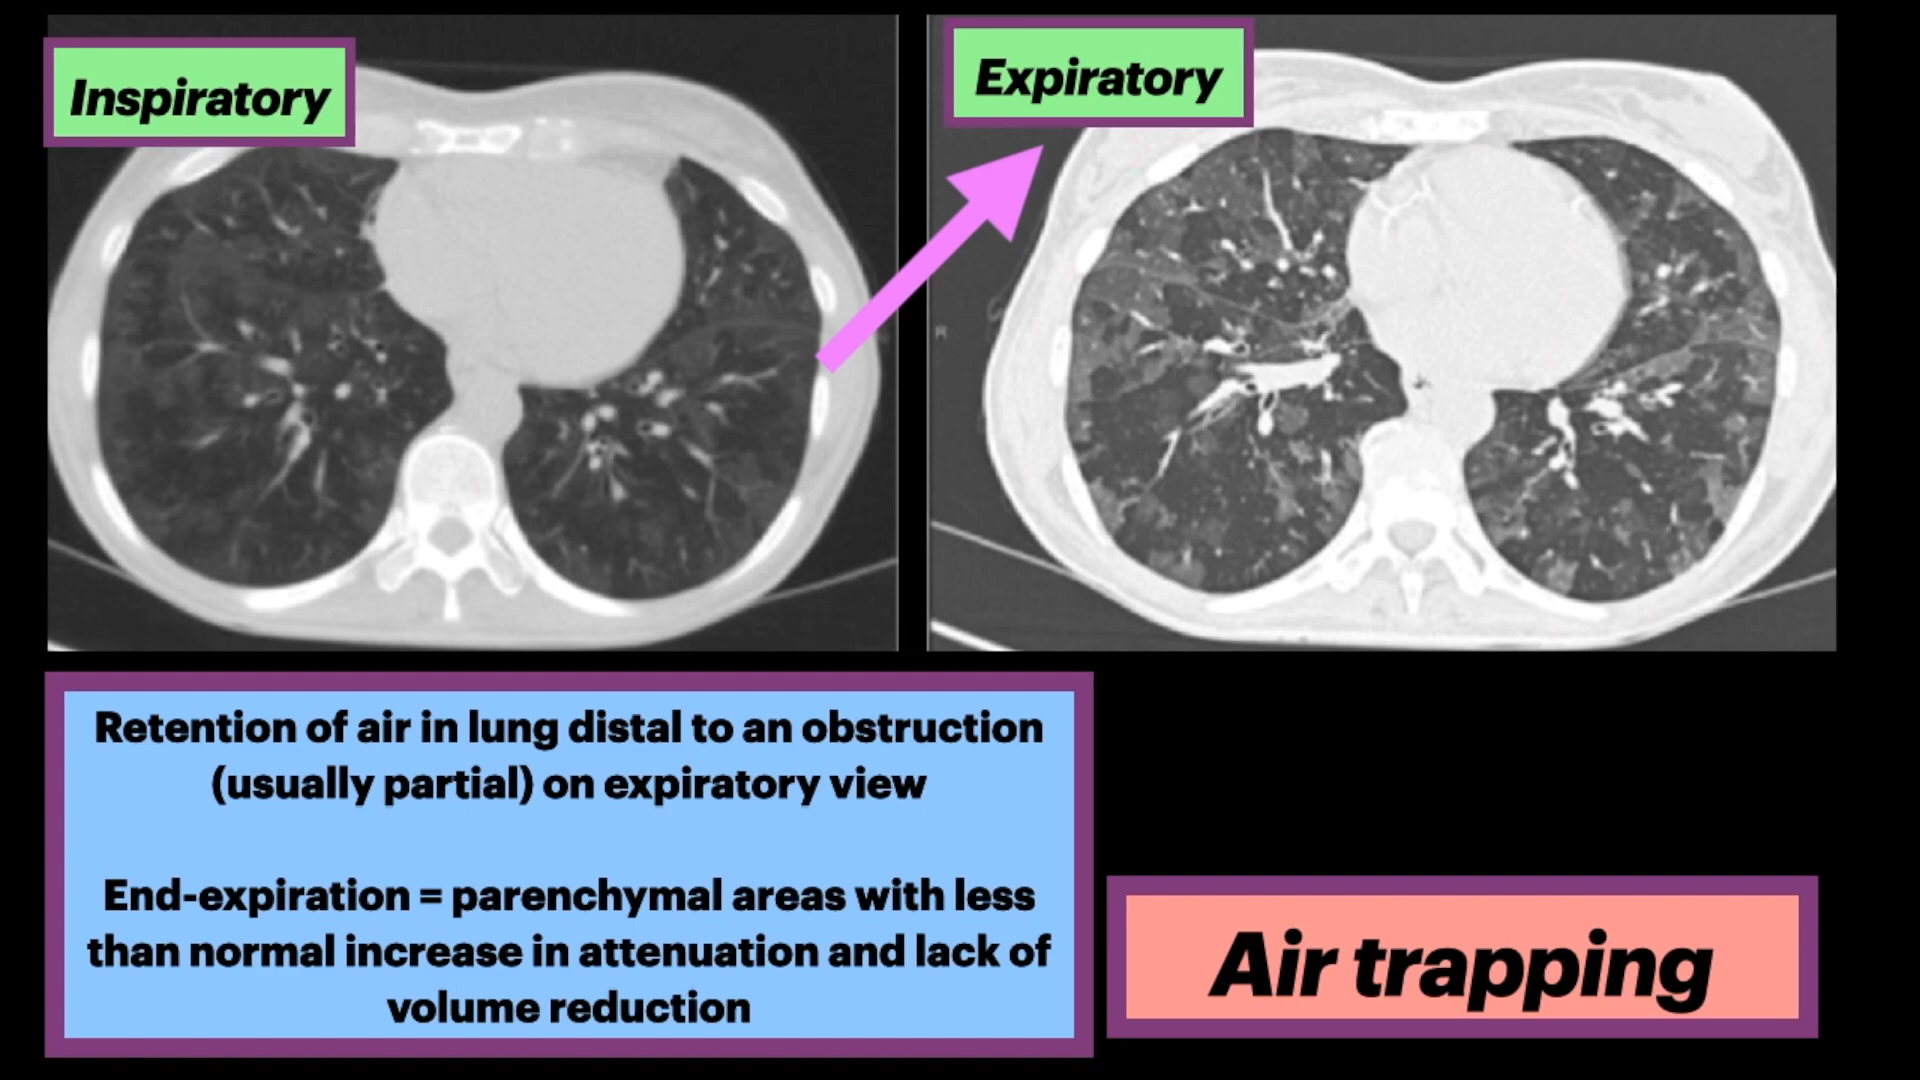 Inspiratory
Expiratory
R
Retention of air in lung distal to an obstruction
(usually partial) on expiratory view
End-expiration = parenchymal areas with less
than normal increase in attenuation and lack of
volume reduction
Air trapping